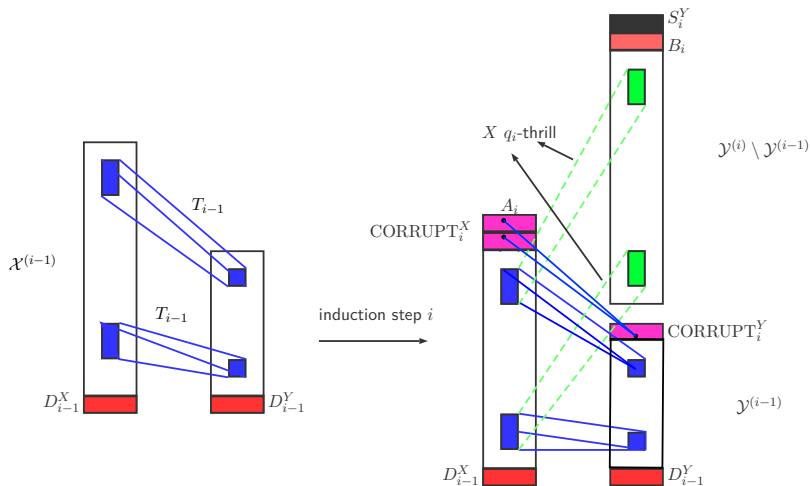 S_i^Y
B_i
X q_i-thrill
𝒴^(i) \ 𝒴^(i−1)
T_{i−1}
A_i
CORRUPT_i^X
𝒳^(i−1)
T_{i−1}
induction step i
CORRUPT_i^Y
D_{i−1}^X
D_{i−1}^Y
𝒴^(i−1)
D_{i−1}^X
D_{i−1}^Y